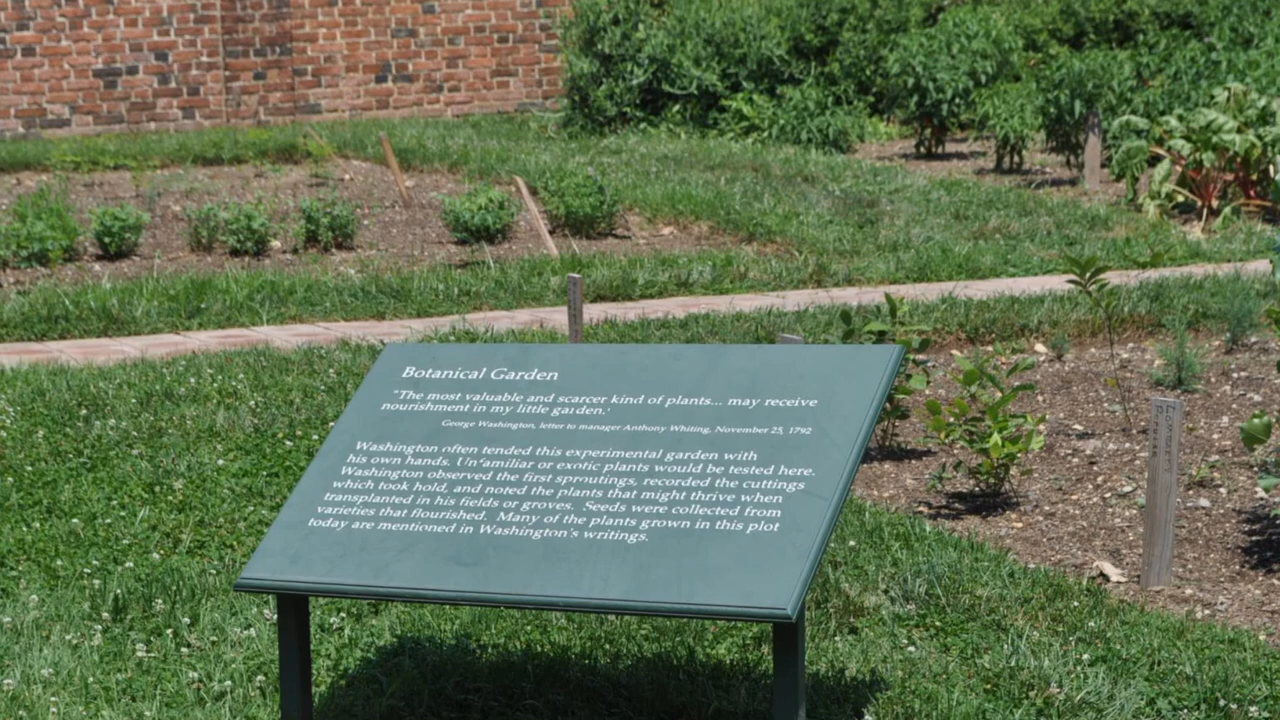 Botanical Garden
"The most valuable and scarcer kind of plants... may receive
nourishment in my little garden.'
George Washington, letter to manager Anthony Whiting, November 25, 1792
Washington often tended this experimental garden with
his own hands. Unfamiliar or exotic plants would be tested here.
Washington observed the first sproutings, recorded the cuttings
which took hold, and noted the plants that might thrive when
transplanted in his fields or groves. Seeds were collected from
varieties that flourished. Many of the plants grown in this plot
today are mentioned in Washington's writings.